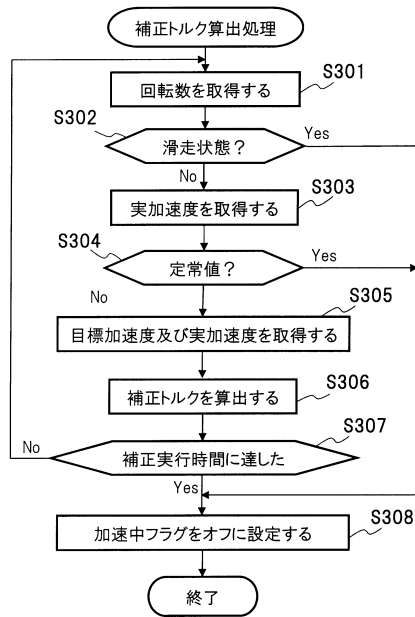 補正トルク算出処理
S301
回転数を取得する
S302
滑走状態？
Yes
No
S303
実加速度を取得する
S304
定常値？
Yes
No
S305
目標加速度及び実加速度を取得する
S306
補正トルクを算出する
S307
No
補正実行時間に達した
Yes
S308
加速中フラグをオフに設定する
終了